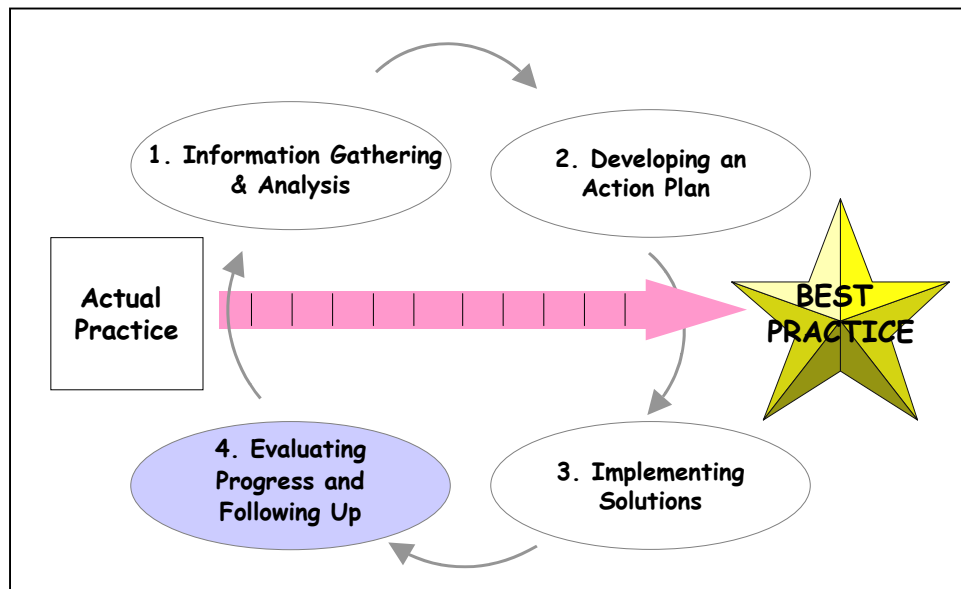 1. Information Gathering
& Analysis
2. Developing an
Action Plan
Actual
Practice
BEST
PRACTICE
4. Evaluating
Progress and
Following Up
3. Implementing
Solutions